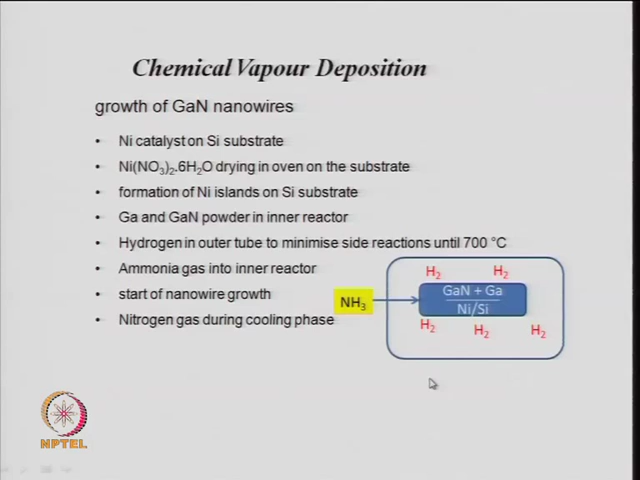 Chemical Vapour Deposition
growth of GaN nanowires
• Ni catalyst on Si substrate
• Ni(NO3)2.6H2O drying in oven on the substrate
• formation of Ni islands on Si substrate
• Ga and GaN powder in inner reactor
• Hydrogen in outer tube to minimise side reactions until 700 °C
• Ammonia gas into inner reactor
• start of nanowire growth
• Nitrogen gas during cooling phase
H2 H2
NH3
GaN + Ga
Ni/Si
H2 H2 H2
NPTEL